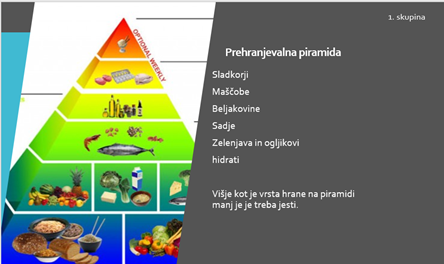 1. skupina
Prehranjevalna piramida
OPTIONAL WEEKLY
Sladkorji
Maščobe
Beljakovine
Sadje
Zelenjava in ogljikovi
hidrati
Višje kot je vrsta hrane na piramidi
manj je je treba jesti.